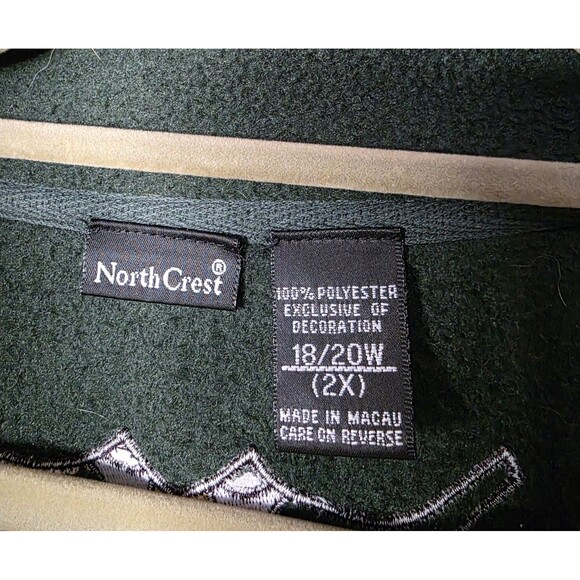 NorthCrest®
100% POLYESTER
EXCLUSIVE OF
DECORATION
18/20W
(2X)
MADE IN MACAU
CARE ON REVERSE